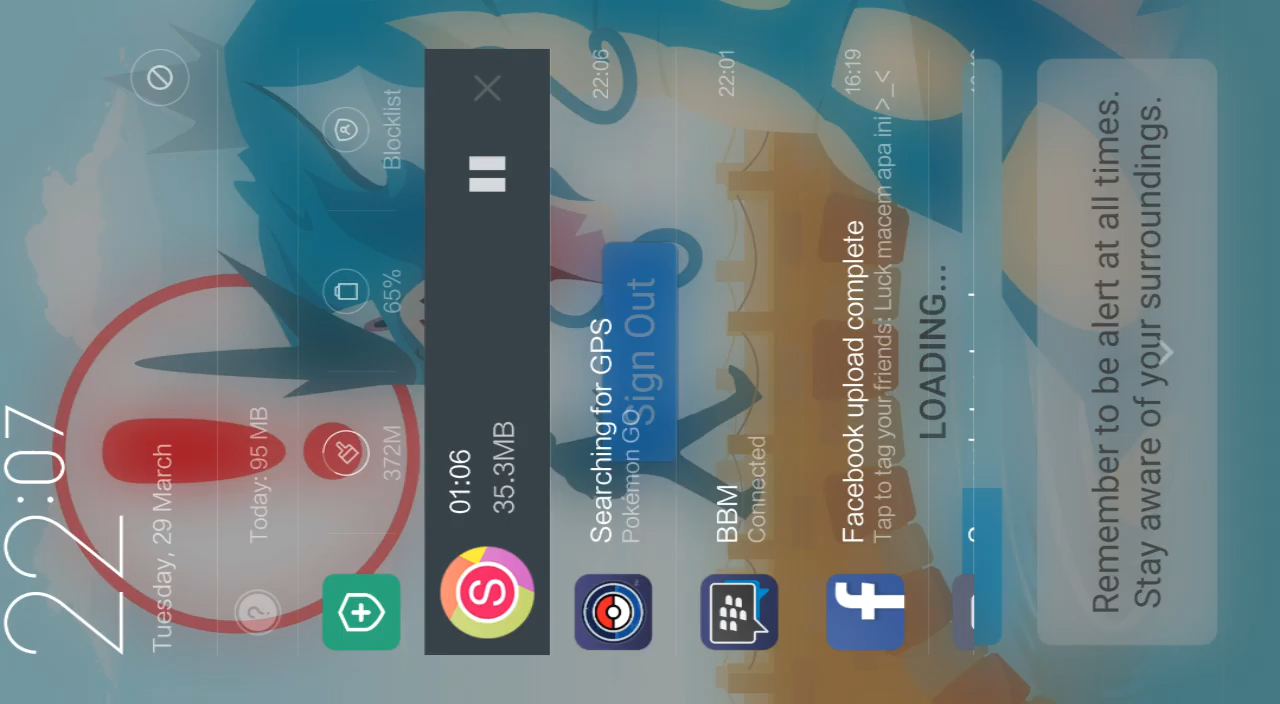 22:07
Tuesday, 29 March
Today: 95 MB
372M
65%
Blocklist
01:06
35.3MB
Searching for GPS
22:06
Pokémon GO
Sign Out
BBM
22:01
Connected
Facebook upload complete
16:19
Tap to tag your friends: Luck macem apa ini >_<
LOADING...
Remember to be alert at all times.
Stay aware of your surroundings.